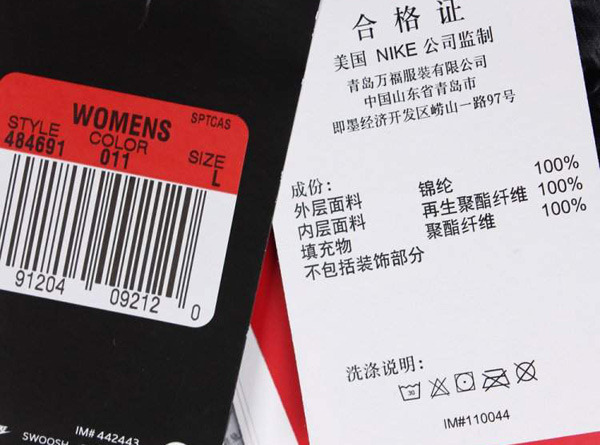 WOMENS
SPTCAS
STYLE
484691
COLOR
011
SIZE
L
91204
09212
0
IM# 442443
SWOOSH
合格证
美国 NIKE 公司监制
青岛万福服装有限公司
中国山东省青岛市
即墨经济开发区崂山一路97号
成份：
外层面料 锦纶 100%
内层面料 再生聚酯纤维 100%
填充物 聚酯纤维 100%
不包括装饰部分
洗涤说明：
30
IM#110044